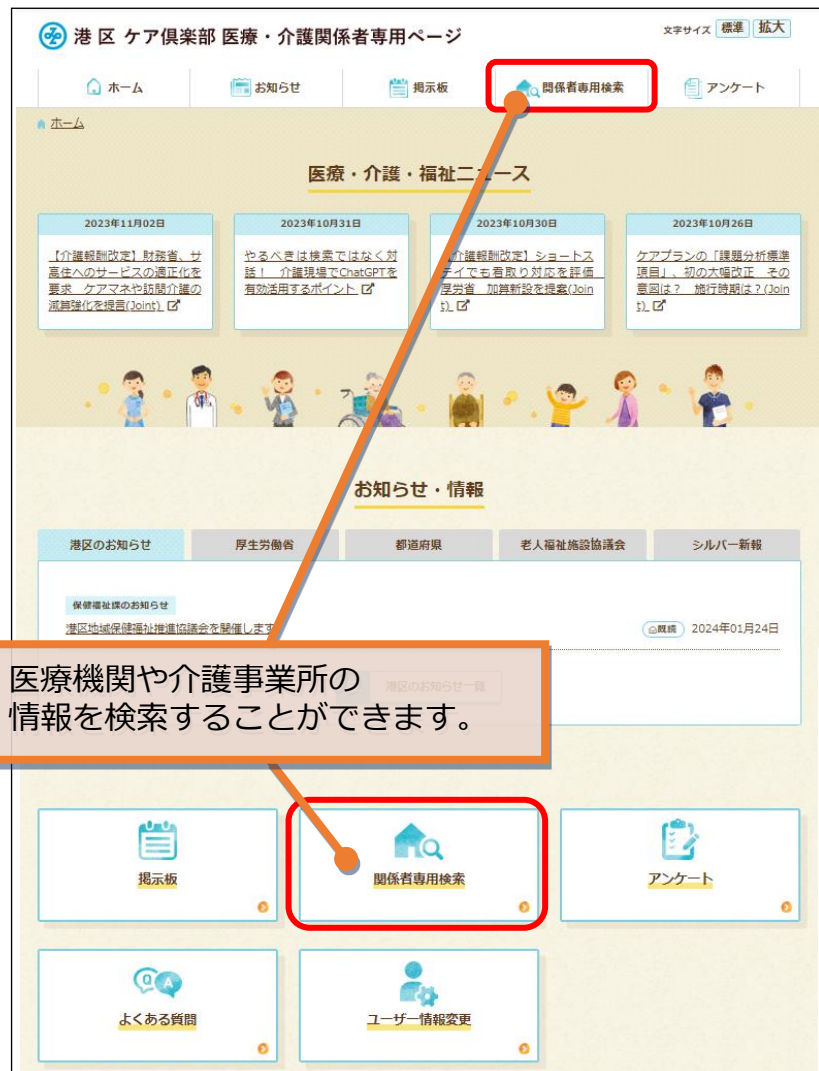 港区 ケア倶楽部 医療・介護関係者専用ページ
文字サイズ 標準 拡大
ホーム
お知らせ
掲示板
関係者専用検索
アンケート
ホーム
医療・介護・福祉ニュース
2023年11月02日
【介護報酬改定】財務省、サ
高住へのサービスの適正化を
要求 ケアマネや訪問介護の
減算強化を提言(Joint)
2023年10月31日
やるべきは検索ではなく対
話! 介護現場でChatGPTを
有効活用するポイント
2023年10月30日
介護報酬改定】ショートス
テイでも看取り対応を評価
厚労省 加算新設を提案(Join
t)
2023年10月26日
ケアプランの「課題分析標準
項目」、初の大幅改正 その
意図は? 施行時期は?(Join
t)
お知らせ・情報
港区のお知らせ
厚生労働省
都道府県
老人福祉施設協議会
シルバー新報
保健福祉課のお知らせ
港区地域保健福祉推進協議会を開催します
既読 2024年01月24日
港区のお知らせ一覧
医療機関や介護事業所の
情報を検索することができます。
掲示板
関係者専用検索
アンケート
よくある質問
ユーザー情報変更